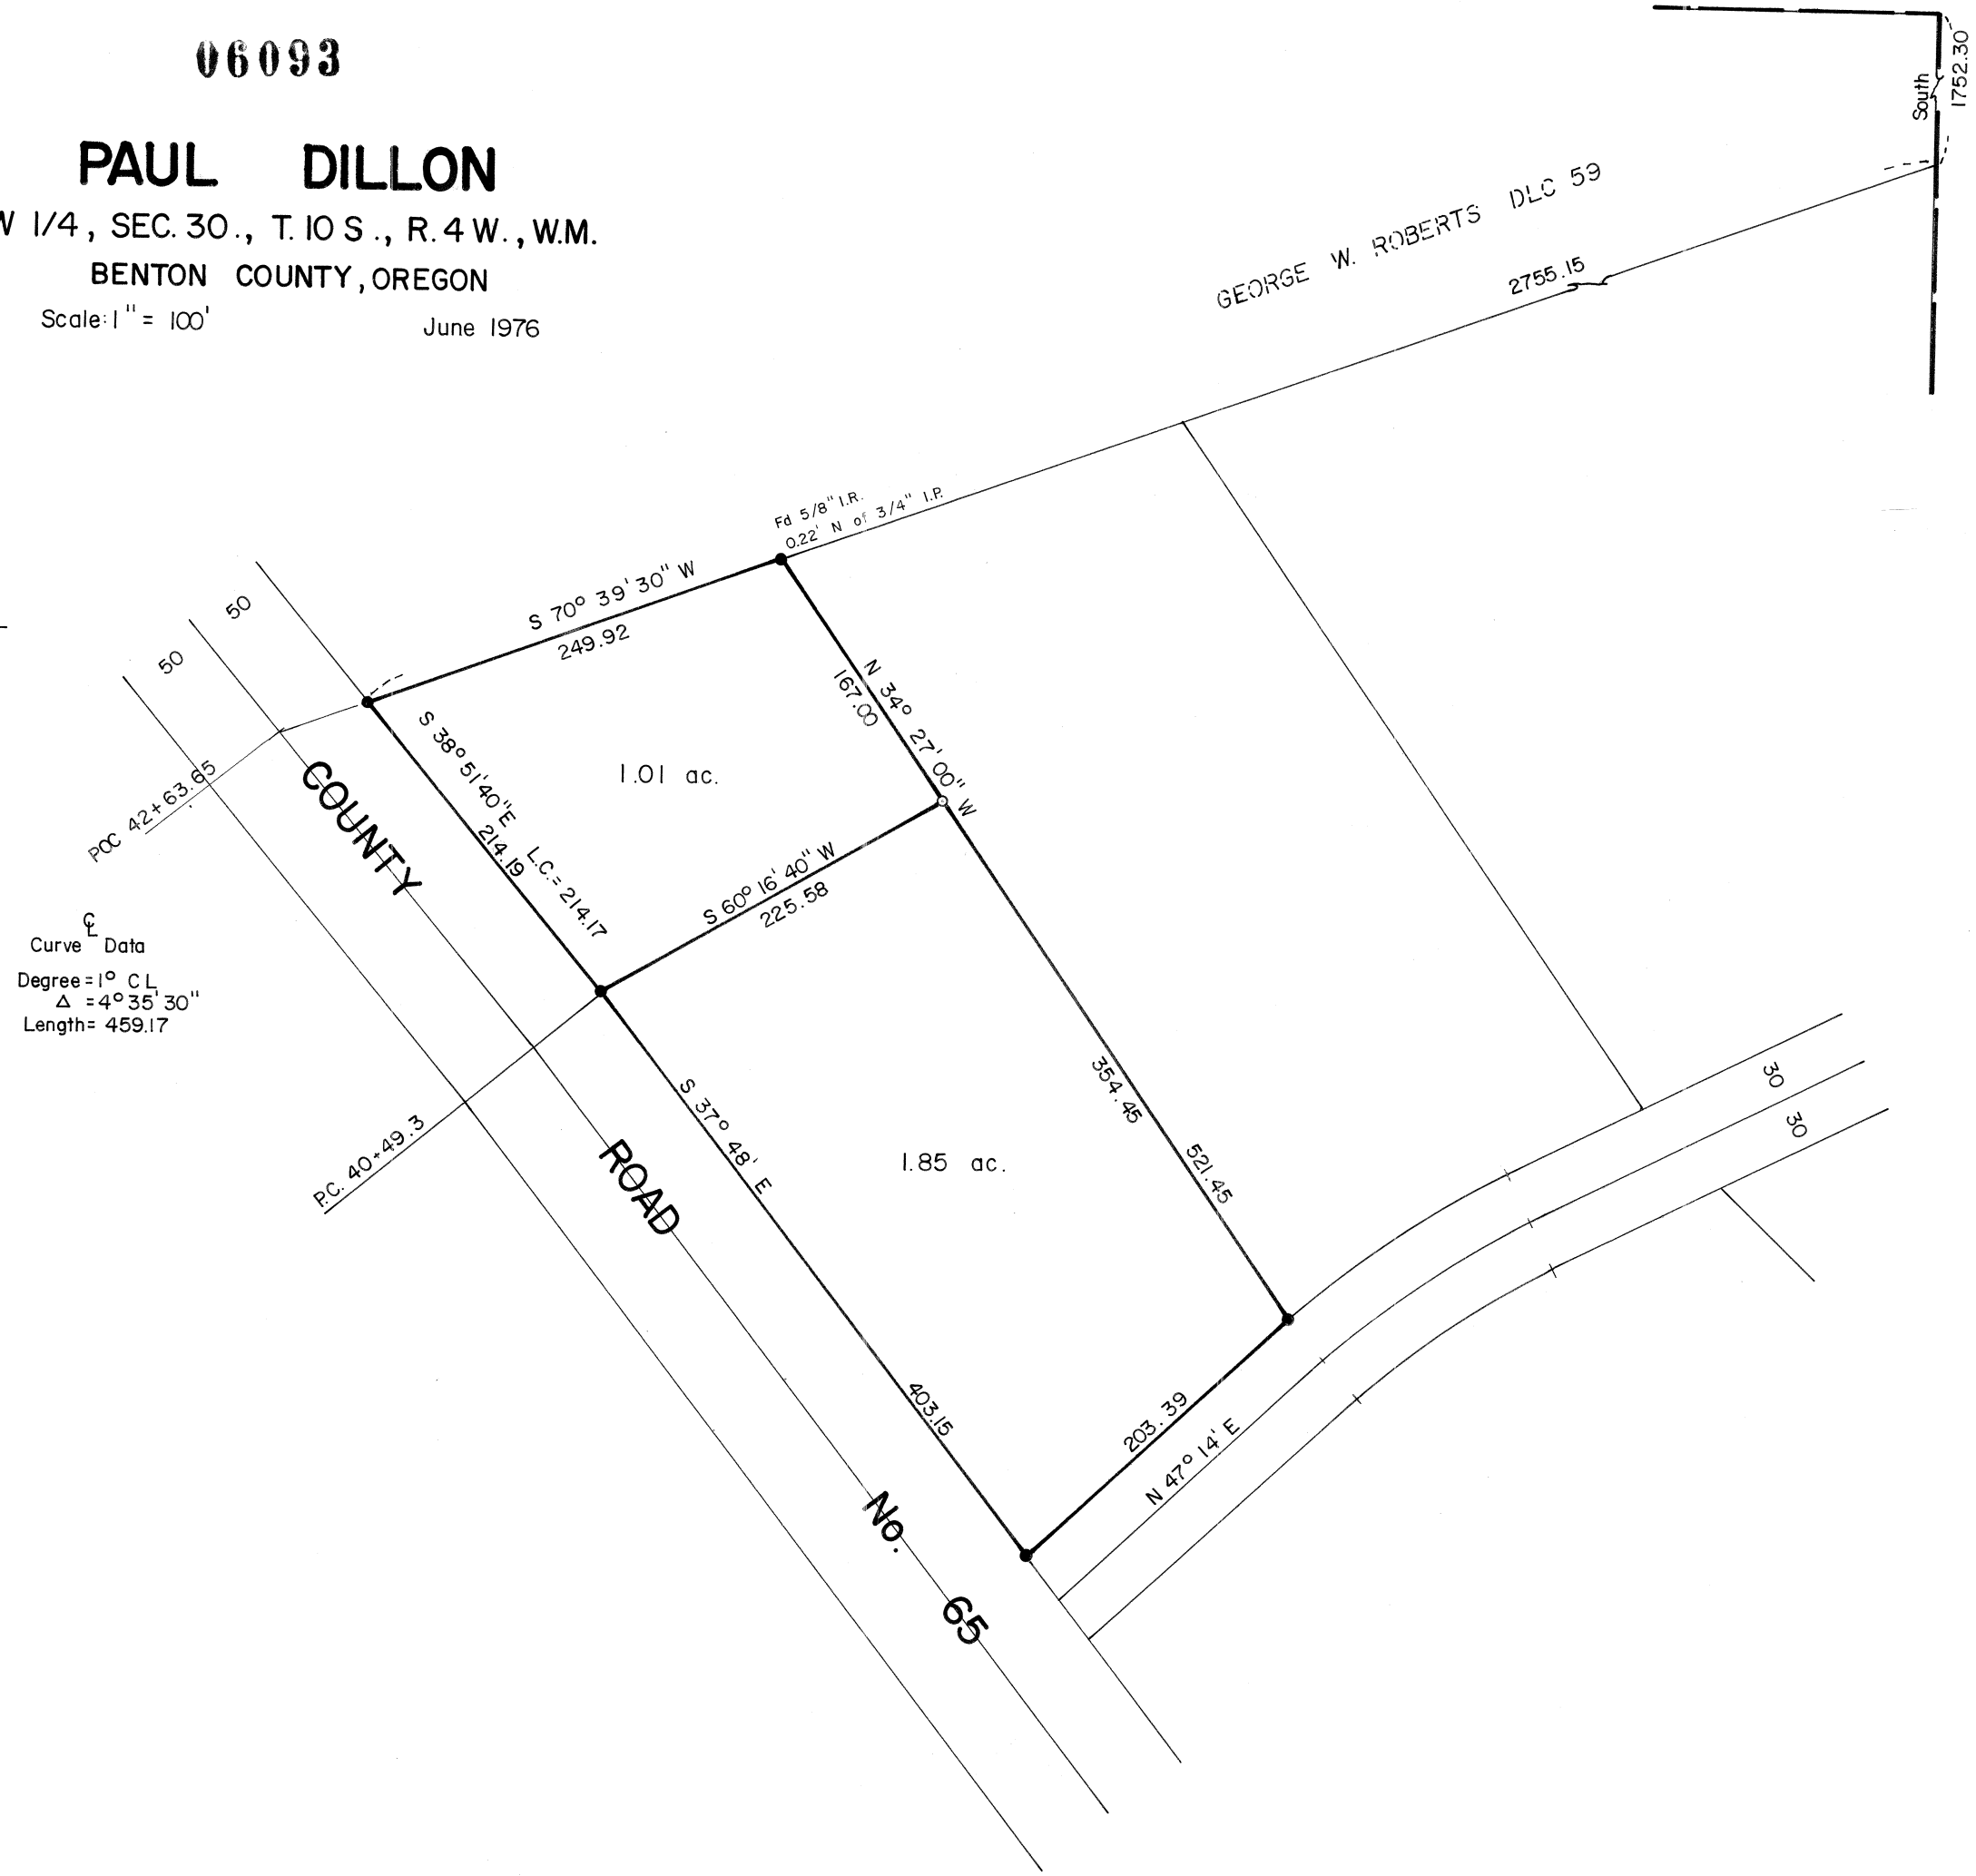 06093
PAUL DILLON
1/4, SEC. 30., T. 10 S., R. 4 W., W.M.
BENTON COUNTY, OREGON
Scale: 1" = 100'
June 1976
South
1752.30
GEORGE W. ROBERTS DLC 59
2755.15
Fd 5/8" I.R.
0.22' N of 3/4" I.P.
S 70° 39' 30" W
249.92
50
50
N 34° 27' 00" W
167.00
S 38° 51' 40" E
214.19
L.C. = 214.17
1.01 ac.
POC 42+63.65
COUNTY
S 60° 16' 40" W
225.58
℄
Curve Data
Degree = 1° C L
Δ = 4° 35' 30"
Length = 459.17
P.C. 40+49.3
ROAD
S 37° 48' E
1.85 ac.
354.45
521.45
30
30
403.15
203.39
N 47° 14' E
No.
65